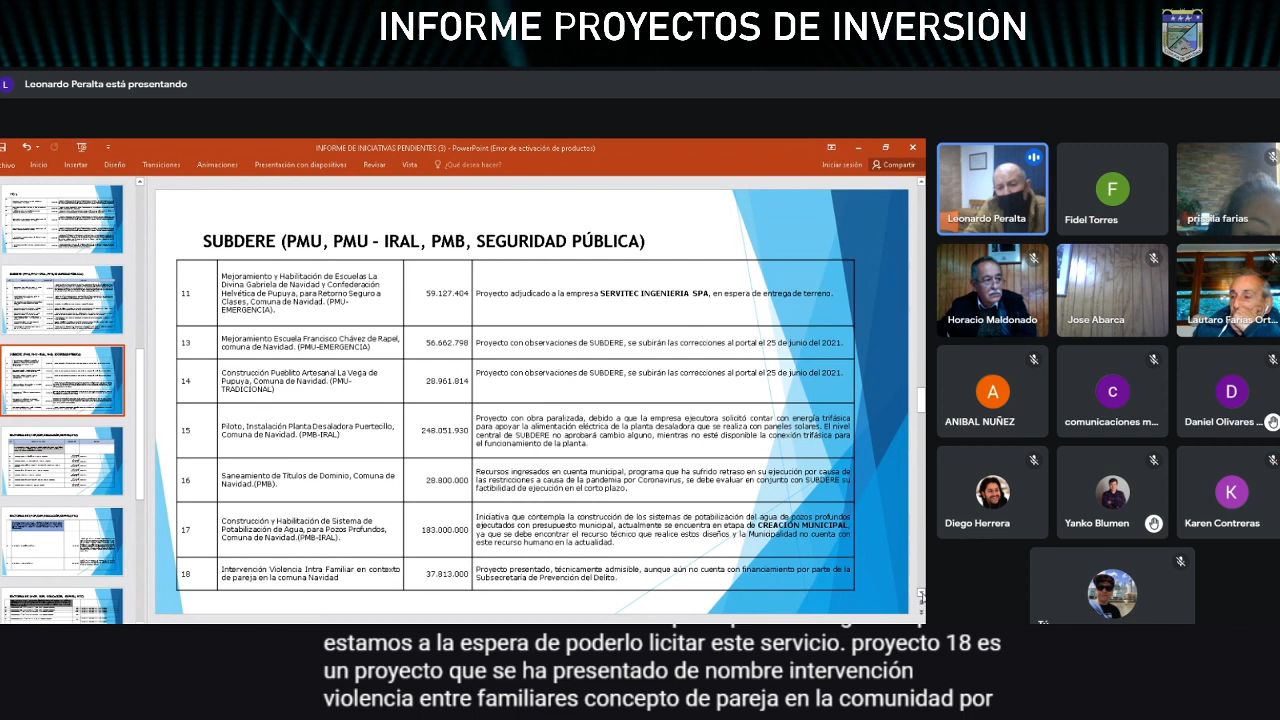 INFORME PROYECTOS DE INVERSIÓN
L
Leonardo Peralta está presentando
INFORME DE INICIATIVAS PENDIENTES (3) - PowerPoint (Error de activación de productos)
chivo Inicio Insertar Diseño Transiciones Animaciones Presentación con diapositivas Revisar Vista ¿Qué desea hacer? Iniciar sesión Compartir
SUBDERE (PMU, PMU - IRAL, PMB, SEGURIDAD PÚBLICA)
11
Mejoramiento y Habilitación de Escuelas La
Divina Gabriela de Navidad y Confederación
Helvética de Pupuya, para Retorno Seguro a
Clases, Comuna de Navidad. (PMU-
EMERGENCIA).
59.127.404
Proyecto adjudicado a la empresa SERVITEC INGENIERIA SPA, en espera de entrega de terreno.
13
Mejoramiento Escuela Francisco Chávez de Rapel,
comuna de Navidad. (PMU-EMERGENCIA)
56.662.798
Proyecto con observaciones de SUBDERE, se subirán las correcciones al portal el 25 de junio del 2021.
14
Construcción Pueblito Artesanal La Vega de
Pupuya, Comuna de Navidad. (PMU-
TRADICIONAL)
28.961.814
Proyecto con observaciones de SUBDERE, se subirán las correcciones al portal el 25 de junio del 2021.
15
Piloto, Instalación Planta Desaladora Puertecillo,
Comuna de Navidad. (PMB-IRAL)
248.051.930
Proyecto con obra paralizada, debido a que la empresa ejecutora solicitó contar con energía trifásica
para apoyar la alimentación eléctrica de la planta desaladora que se realiza con paneles solares. El nivel
central de SUBDERE no aprobará cambio alguno, mientras no esté disponible la conexión trifásica para
el funcionamiento de la planta.
16
Saneamiento de Títulos de Dominio, Comuna de
Navidad.(PMB).
28.800.000
Recursos ingresados en cuenta municipal, programa que ha sufrido retraso en su ejecución por causa de
las restricciones a causa de la pandemia por Coronavirus, se debe evaluar en conjunto con SUBDERE su
factibilidad de ejecución en el corto plazo.
17
Construcción y Habilitación de Sistema de
Potabilización de Agua, para Pozos Profundos,
Comuna de Navidad. (PMB-IRAL).
183.000.000
Iniciativa que contempla la construcción de los sistemas de potabilización del agua de pozos profundos
ejecutados con presupuesto municipal, actualmente se encuentra en etapa de CREACIÓN MUNICIPAL,
ya que se debe encontrar el recurso técnico que realice estos diseños y la Municipalidad no cuenta con
este recurso humano en la actualidad.
18
Intervención Violencia Intra Familiar en contexto
de pareja en la comuna Navidad
37.813.000
Proyecto presentado, técnicamente admisible, aunque aún no cuenta con financiamiento por parte de la
Subsecretaría de Prevención del Delito.
Leonardo Peralta
F
Fidel Torres
priscila farias
Horacio Maldonado
Jose Abarca
Lautaro Farias Ort...
A
ANIBAL NUÑEZ
c
comunicaciones m...
D
Daniel Olivares ...
Diego Herrera
Yanko Blumen
K
Karen Contreras
Tú
estamos a la espera de poderlo licitar este servicio. proyecto 18 es
un proyecto que se ha presentado de nombre intervención
violencia entre familiares concepto de pareja en la comunidad por